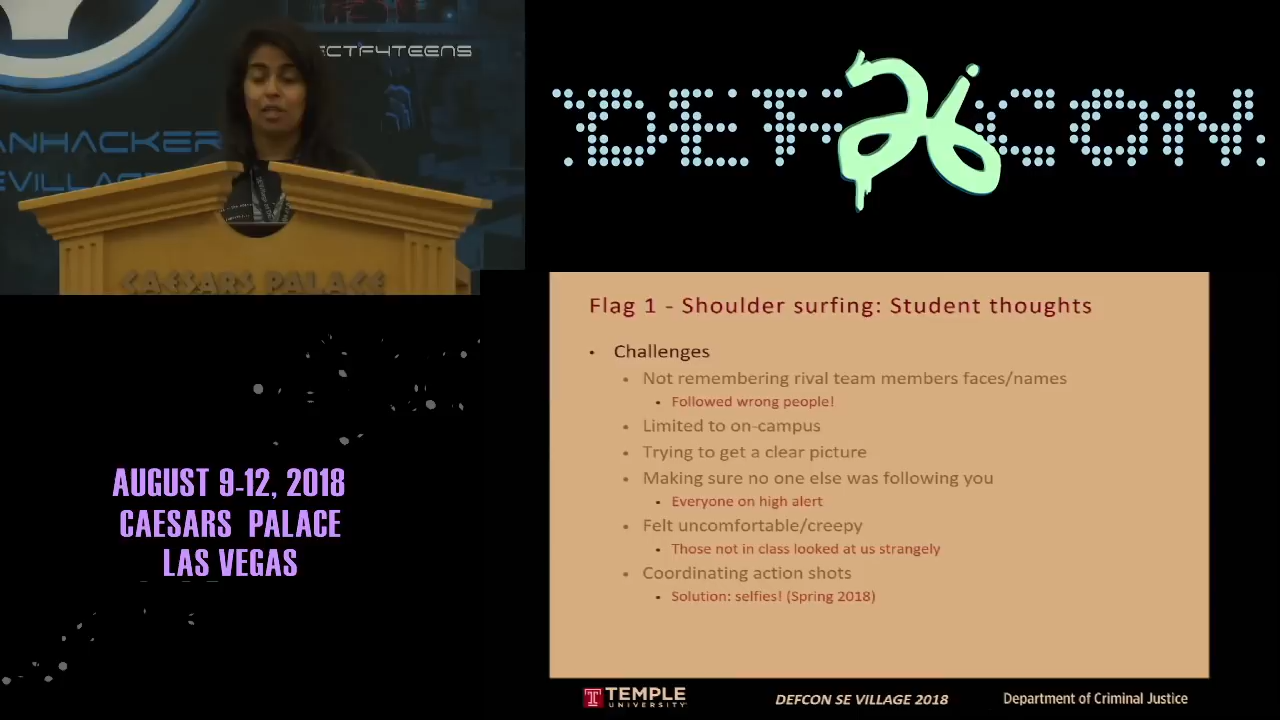 SECTF4TEENS
ANHACKER
EVILLAGE
CAESARS PALACE
DEF 26 CON
AUGUST 9-12, 2018
CAESARS PALACE
LAS VEGAS
Flag 1 - Shoulder surfing: Student thoughts
• Challenges
• Not remembering rival team members faces/names
• Followed wrong people!
• Limited to on-campus
• Trying to get a clear picture
• Making sure no one else was following you
• Everyone on high alert
• Felt uncomfortable/creepy
• Those not in class looked at us strangely
• Coordinating action shots
• Solution: selfies! (Spring 2018)
T TEMPLE
UNIVERSITY
DEFCON SE VILLAGE 2018
Department of Criminal Justice